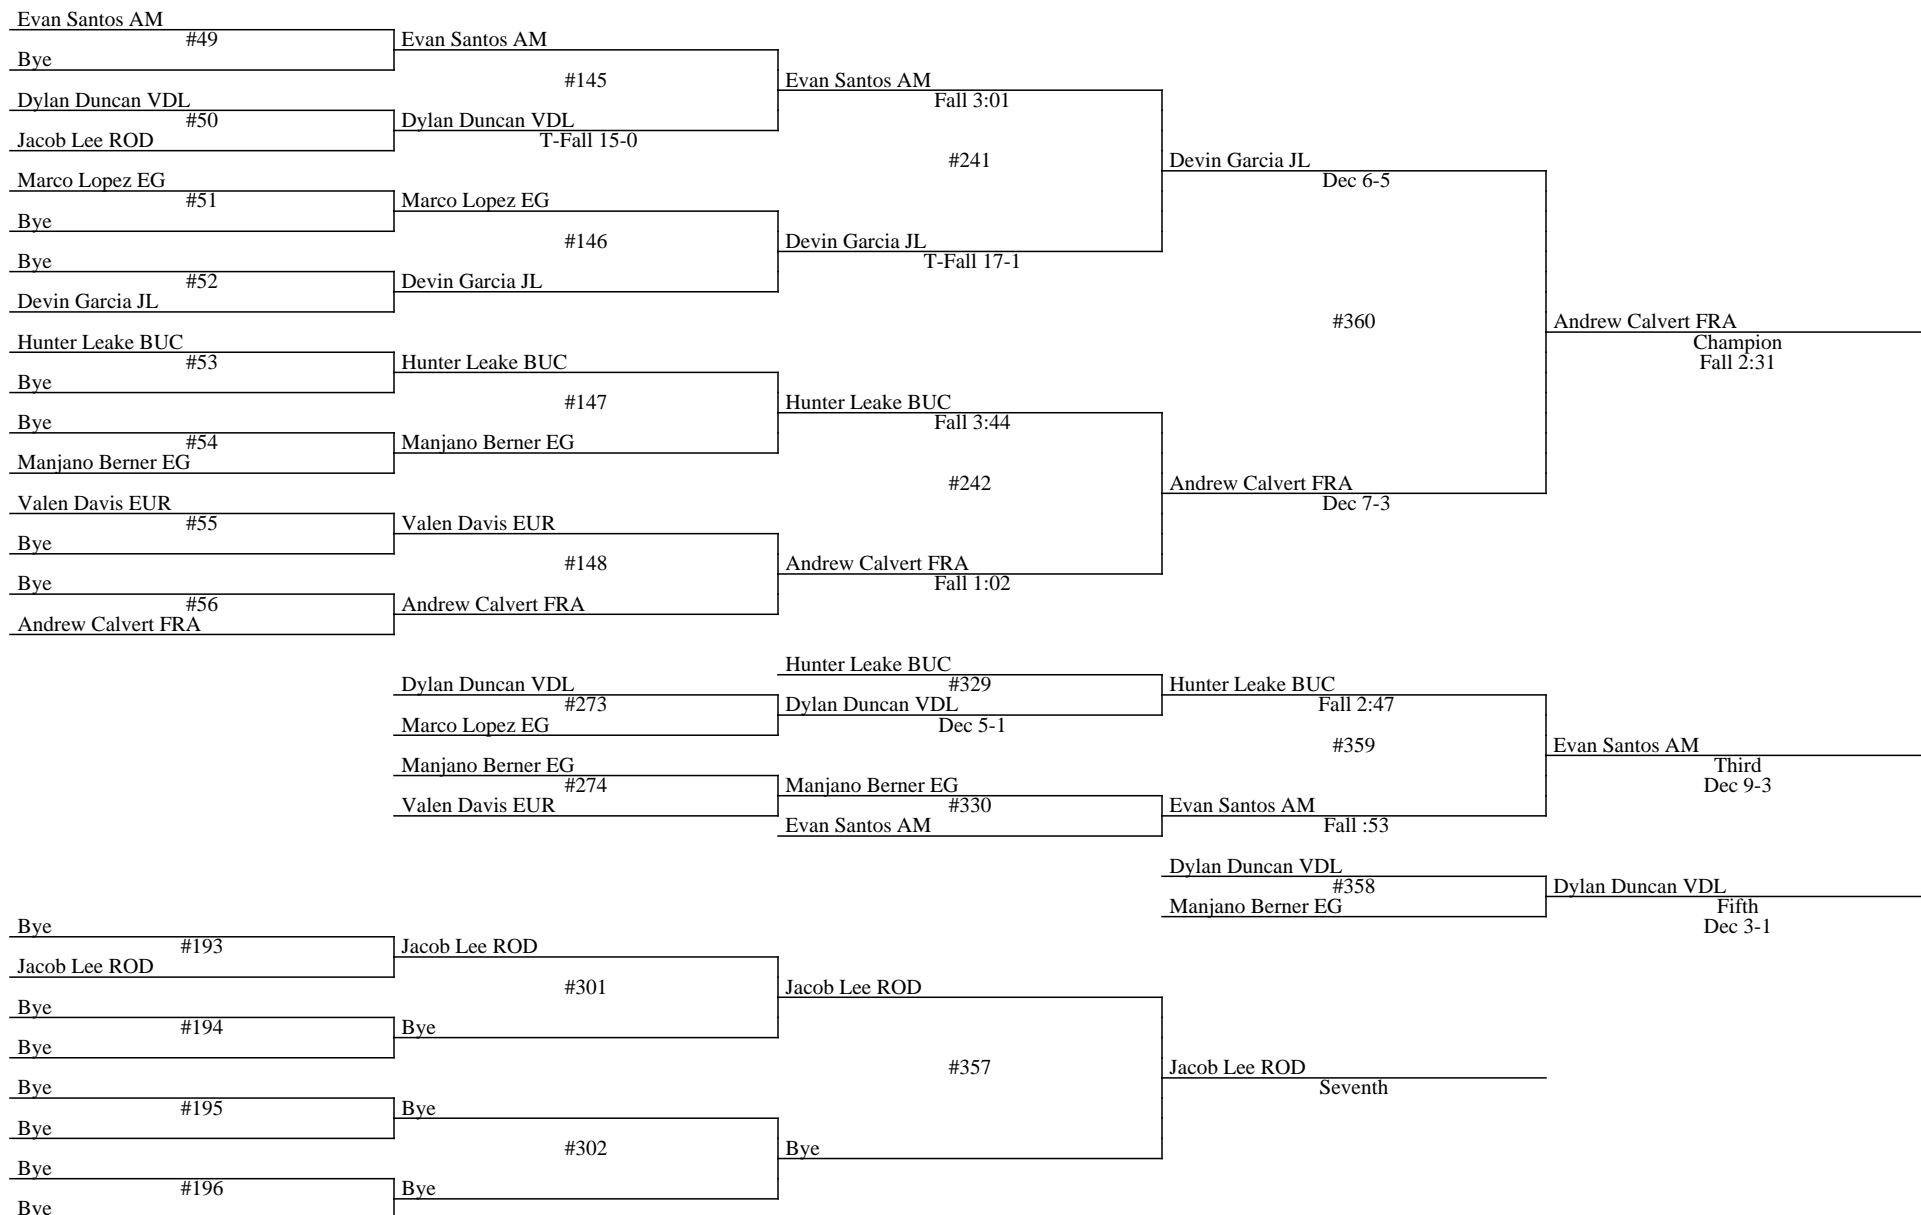 Evan Santos AM
#49
Bye
Evan Santos AM
#145
Dylan Duncan VDL
#50
Jacob Lee ROD
Dylan Duncan VDL
T-Fall 15-0
Evan Santos AM
Fall 3:01
#241
Marco Lopez EG
#51
Bye
Marco Lopez EG
#146
Bye
#52
Devin Garcia JL
Devin Garcia JL
Devin Garcia JL
T-Fall 17-1
Devin Garcia JL
Dec 6-5
#360
Hunter Leake BUC
#53
Bye
Hunter Leake BUC
#147
Bye
#54
Manjano Berner EG
Manjano Berner EG
Hunter Leake BUC
Fall 3:44
#242
Valen Davis EUR
#55
Bye
Valen Davis EUR
#148
Bye
#56
Andrew Calvert FRA
Andrew Calvert FRA
Andrew Calvert FRA
Fall 1:02
Andrew Calvert FRA
Dec 7-3
Andrew Calvert FRA
Champion
Fall 2:31
Dylan Duncan VDL
#273
Marco Lopez EG
Hunter Leake BUC
#329
Dylan Duncan VDL
Dec 5-1
Hunter Leake BUC
Fall 2:47
#359
Manjano Berner EG
#274
Valen Davis EUR
Manjano Berner EG
#330
Evan Santos AM
Evan Santos AM
Fall :53
Evan Santos AM
Third
Dec 9-3
Dylan Duncan VDL
#358
Manjano Berner EG
Dylan Duncan VDL
Fifth
Dec 3-1
Bye
#193
Jacob Lee ROD
Jacob Lee ROD
#301
Bye
#194
Bye
Bye
Jacob Lee ROD
#357
Bye
#195
Bye
Bye
#302
Bye
#196
Bye
Bye
Bye
Jacob Lee ROD
Seventh